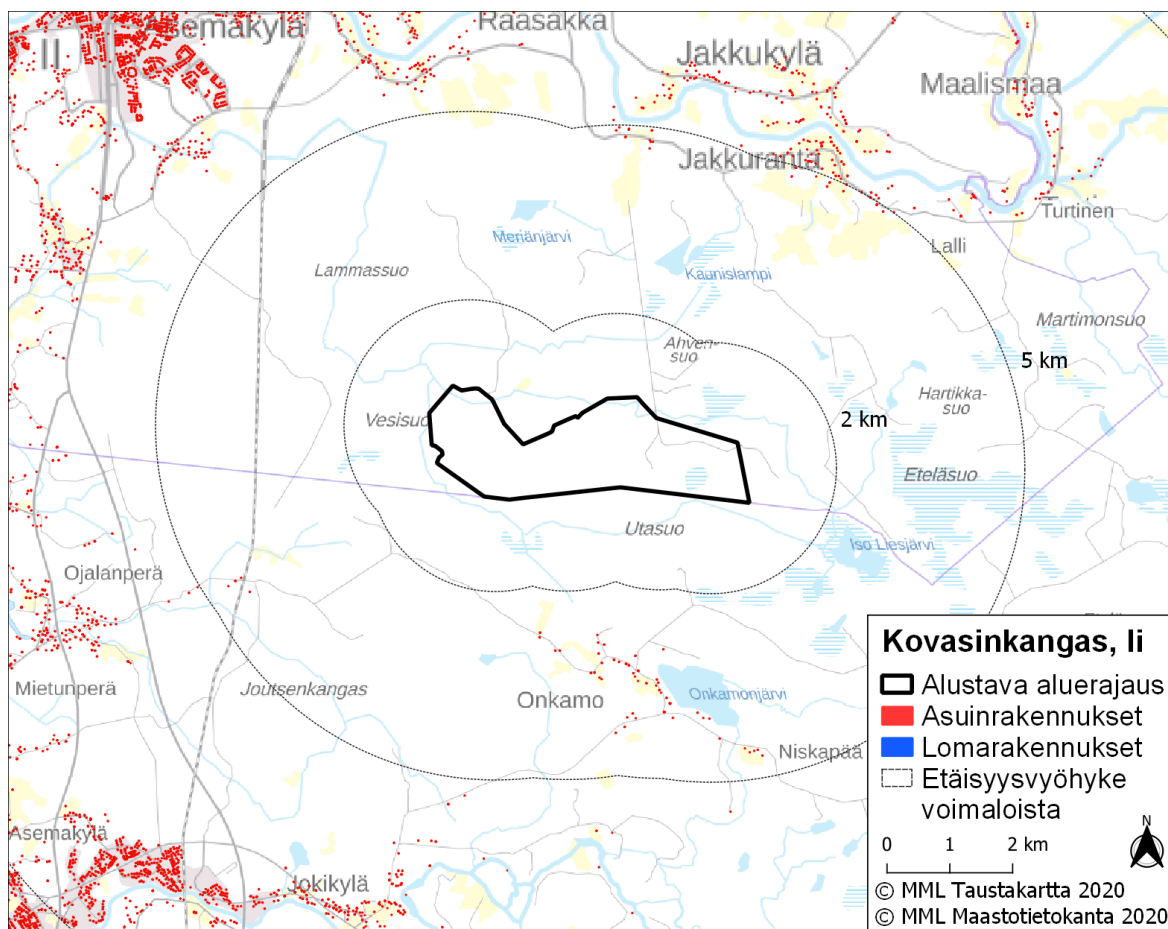 Asemakylä
Raasakka
Ii
Jakkukylä
Maalismaa
Jakkuranta
Turtinen
Meriänjärvi
Lalli
Lammassuo
Kaunislampi
Martimonsuo
Ahven-
suo
5 km
Hartikka-
suo
Vesisuo
2 km
Eteläsuo
Utasuo
Iso Liesjärvi
Ojalanperä
Mietunperä
Joutsenkangas
Onkamo
Onkamonjärvi
Niskapää
Asemakylä
Jokikylä
Kovasinkangas, Ii
Alustava aluerajaus
Asuinrakennukset
Lomarakennukset
Etäisyysvyöhyke
voimaloista
N
0 1 2 km
© MML Taustakartta 2020
© MML Maastotietokanta 2020